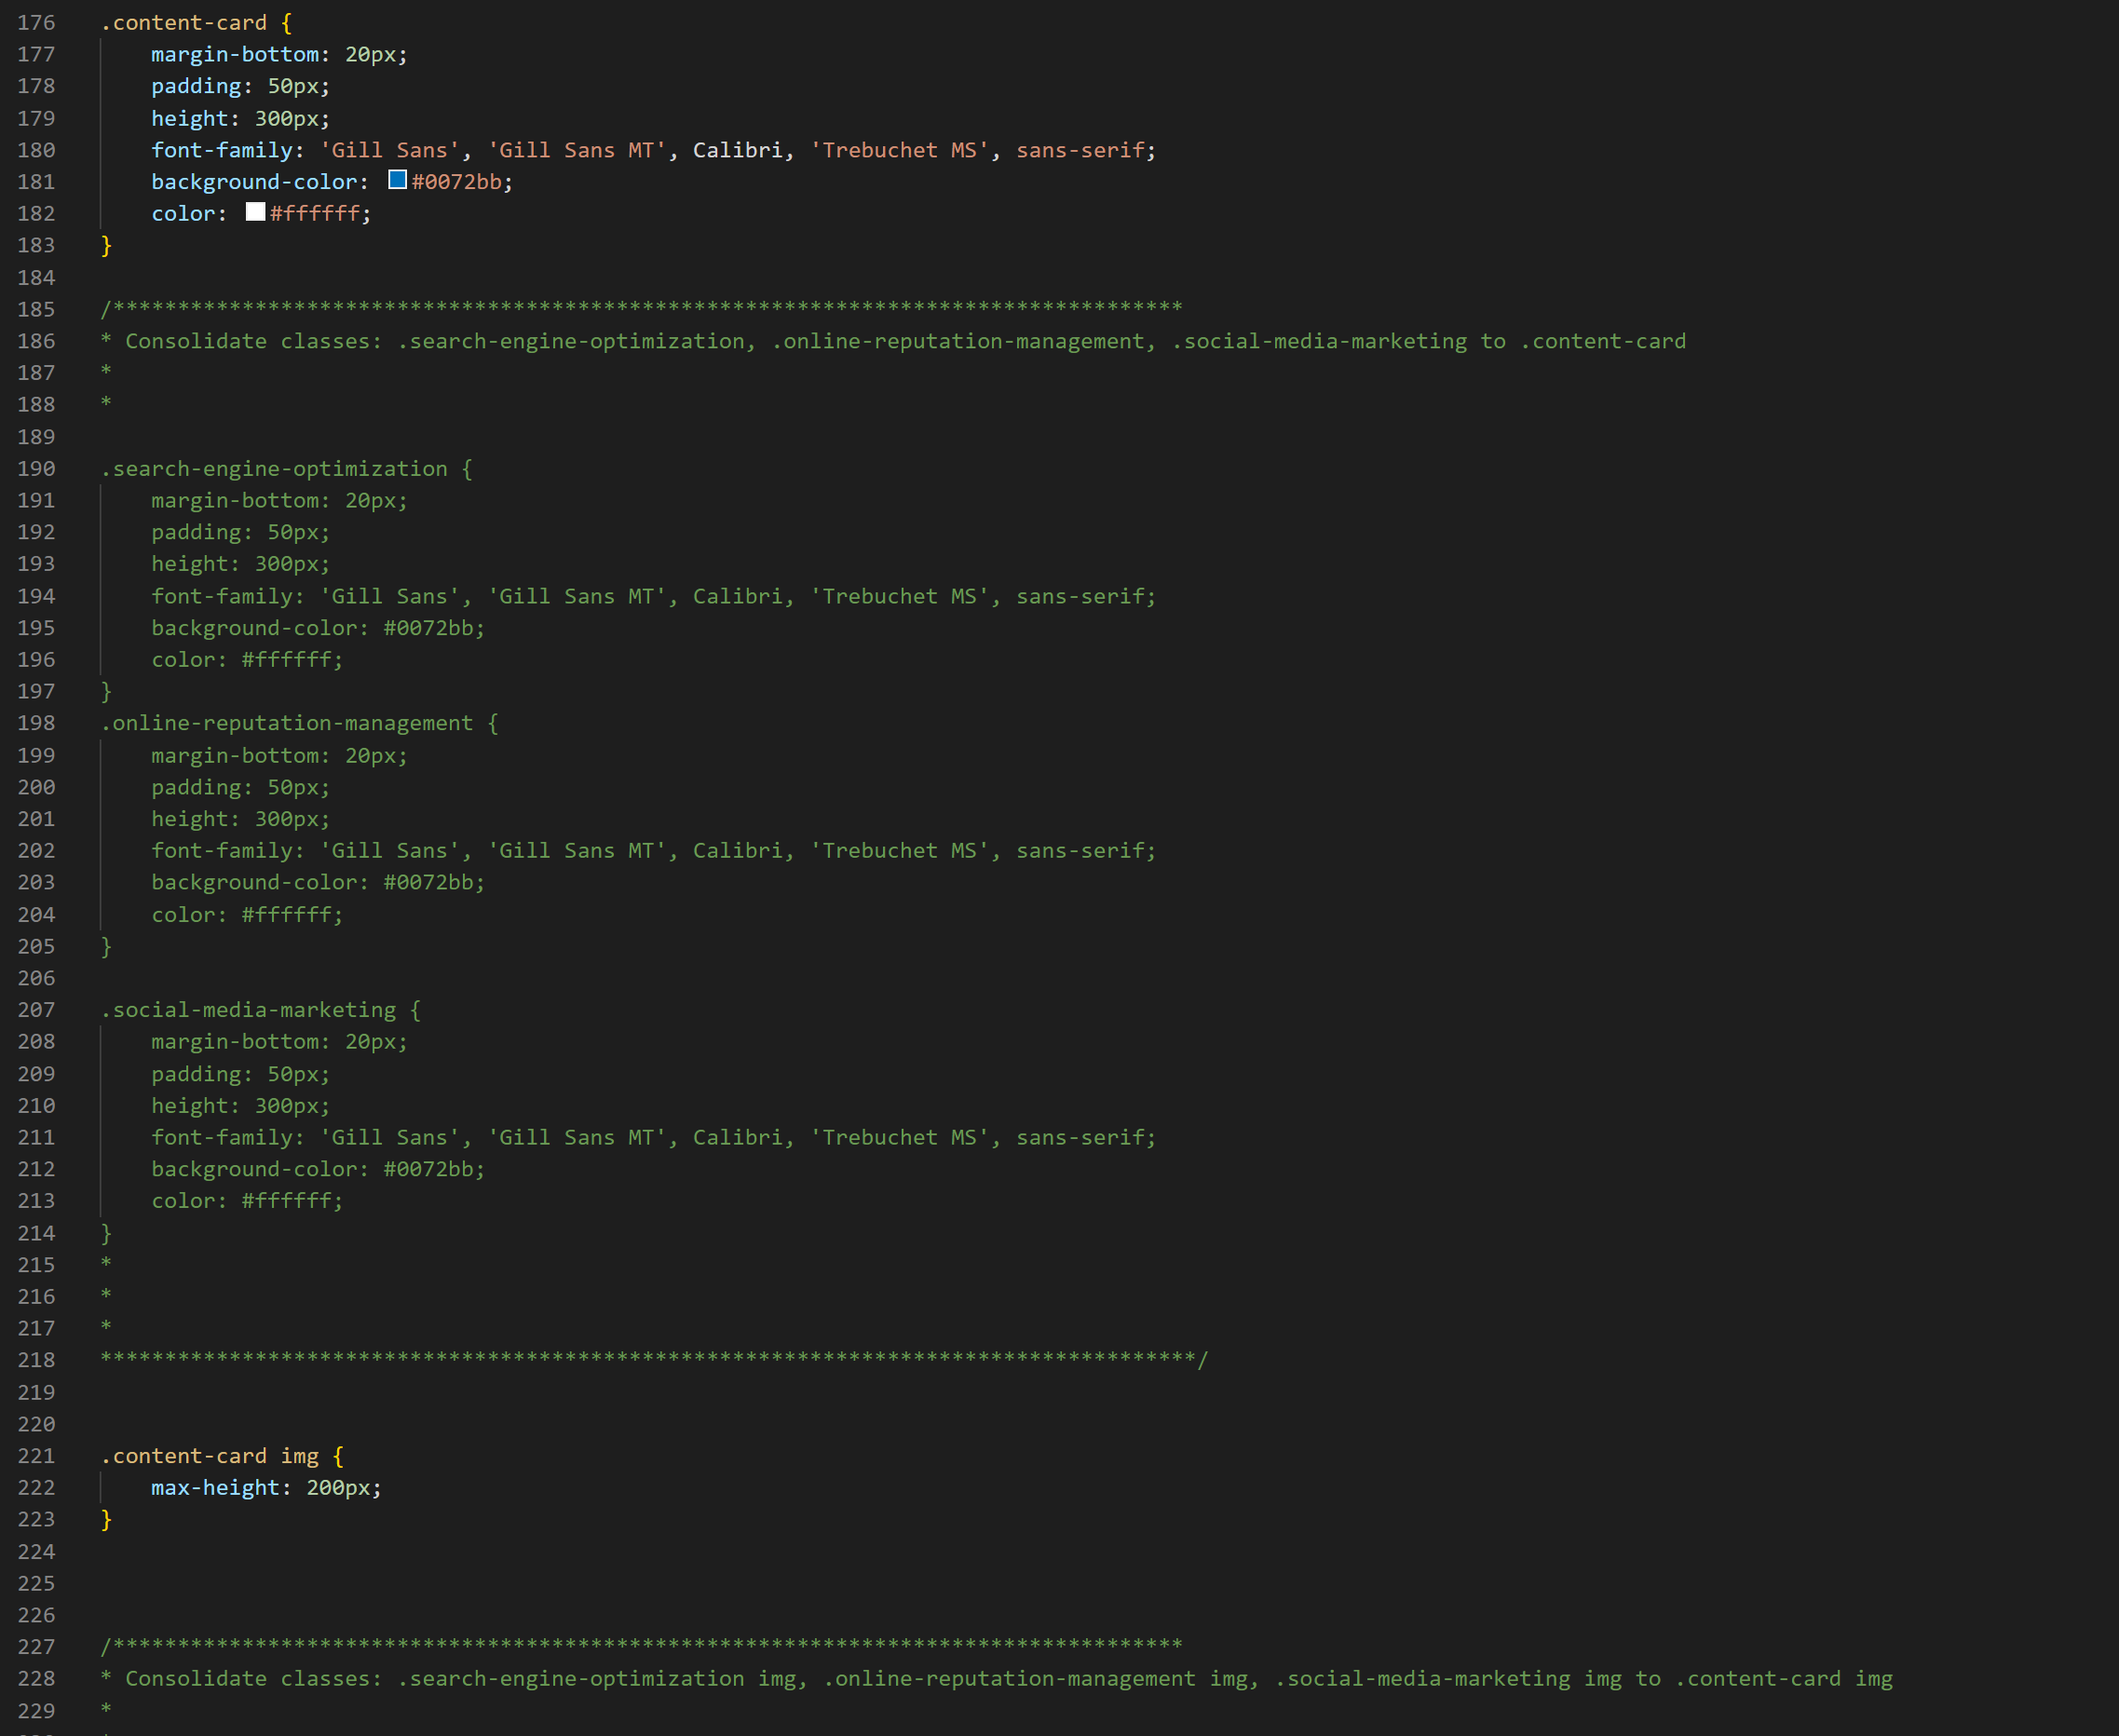 176 .content-card {
177 margin-bottom: 20px;
178 padding: 50px;
179 height: 300px;
180 font-family: 'Gill Sans', 'Gill Sans MT', Calibri, 'Trebuchet MS', sans-serif;
181 background-color: #0072bb;
182 color: #ffffff;
183 }
184
185 /***********************************************************************************
186 * Consolidate classes: .search-engine-optimization, .online-reputation-management, .social-media-marketing to .content-card
187 *
188 *
189
190 .search-engine-optimization {
191 margin-bottom: 20px;
192 padding: 50px;
193 height: 300px;
194 font-family: 'Gill Sans', 'Gill Sans MT', Calibri, 'Trebuchet MS', sans-serif;
195 background-color: #0072bb;
196 color: #ffffff;
197 }
198 .online-reputation-management {
199 margin-bottom: 20px;
200 padding: 50px;
201 height: 300px;
202 font-family: 'Gill Sans', 'Gill Sans MT', Calibri, 'Trebuchet MS', sans-serif;
203 background-color: #0072bb;
204 color: #ffffff;
205 }
206
207 .social-media-marketing {
208 margin-bottom: 20px;
209 padding: 50px;
210 height: 300px;
211 font-family: 'Gill Sans', 'Gill Sans MT', Calibri, 'Trebuchet MS', sans-serif;
212 background-color: #0072bb;
213 color: #ffffff;
214 }
215 *
216 *
217 *
218 *************************************************************************************/
219
220
221 .content-card img {
222 max-height: 200px;
223 }
224
225
226
227 /***********************************************************************************
228 * Consolidate classes: .search-engine-optimization img, .online-reputation-management img, .social-media-marketing img to .content-card img
229 *